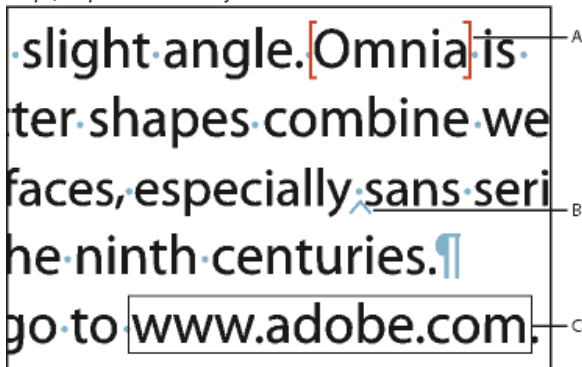 slight angle. [Omnia] is A
tter shapes combine we
faces, especially sans seri
B
he ninth centuries.¶
go to www.adobe.com. C